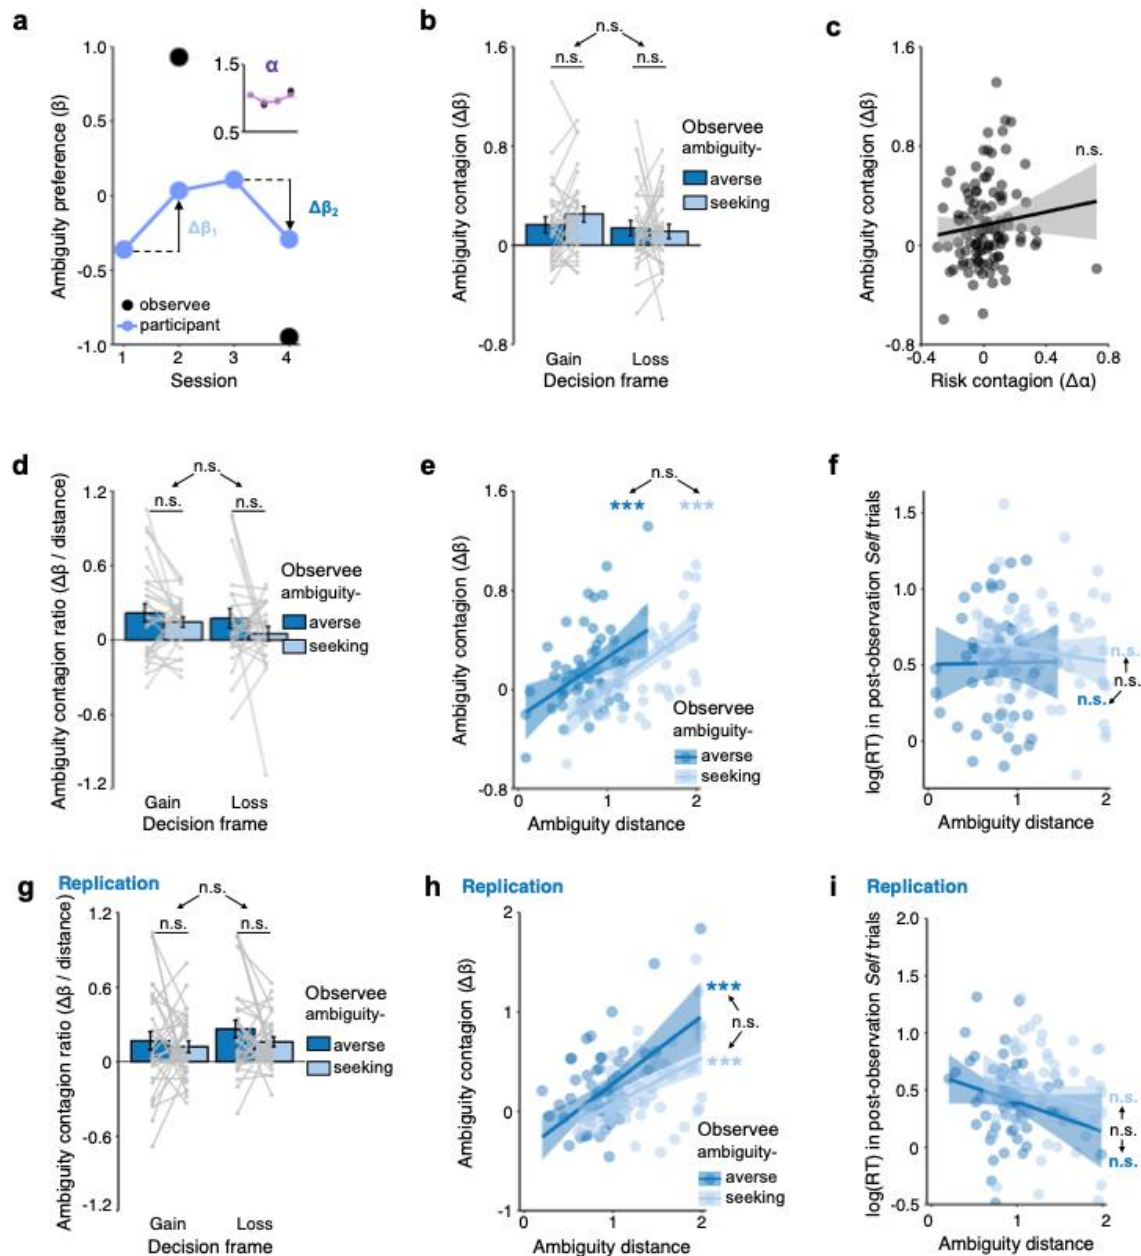 a
Ambiguity preference (β)
1.0
0.5
0
-0.5
-1.0
1.5
0.5
α
Δβ₁
Δβ₂
observee
participant
1 2 3 4
Session
b
Ambiguity contagion (Δβ)
1.6
0.8
0
-0.8
n.s.
n.s. n.s.
Observee
ambiguity-
averse
seeking
Gain Loss
Decision frame
c
Ambiguity contagion (Δβ)
1.6
0.8
0
-0.8
n.s.
-0.4 0 0.4 0.8
Risk contagion (Δα)
d
Ambiguity contagion ratio (Δβ / distance)
1.2
0.6
0
-0.6
-1.2
n.s.
n.s. n.s.
Observee
ambiguity-
averse
seeking
Gain Loss
Decision frame
e
Ambiguity contagion (Δβ)
1.6
0.8
0
-0.8
n.s.
*** ***
Observee
ambiguity-
averse
seeking
0 1 2
Ambiguity distance
f
log(RT) in post-observation Self trials
1.5
1.0
0.5
0
n.s.
n.s.
n.s.
0 1 2
Ambiguity distance
g Replication
Ambiguity contagion ratio (Δβ / distance)
1.2
0.6
0
-0.6
-1.2
n.s.
n.s. n.s.
Observee
ambiguity-
averse
seeking
Gain Loss
Decision frame
h Replication
Ambiguity contagion (Δβ)
2
1
0
-1
***
n.s.
***
Observee
ambiguity-
averse
seeking
0 1 2
Ambiguity distance
i Replication
log(RT) in post-observation Self trials
2.0
1.5
1.0
0.5
0
-0.5
n.s.
n.s.
n.s.
0 1 2
Ambiguity distance